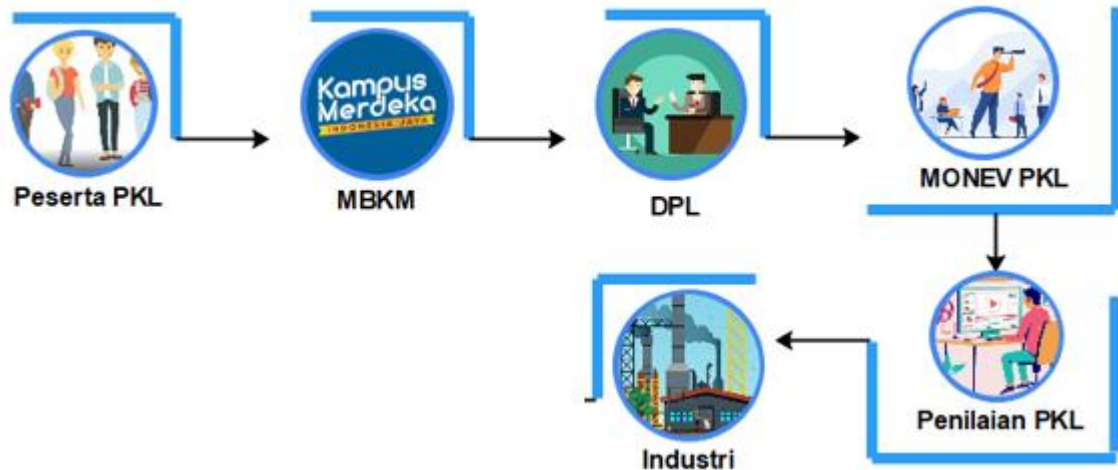 Kampus
Merdeka
INDONESIA JAYA
Peserta PKL
MBKM
DPL
MONEV PKL
Penilaian PKL
Industri